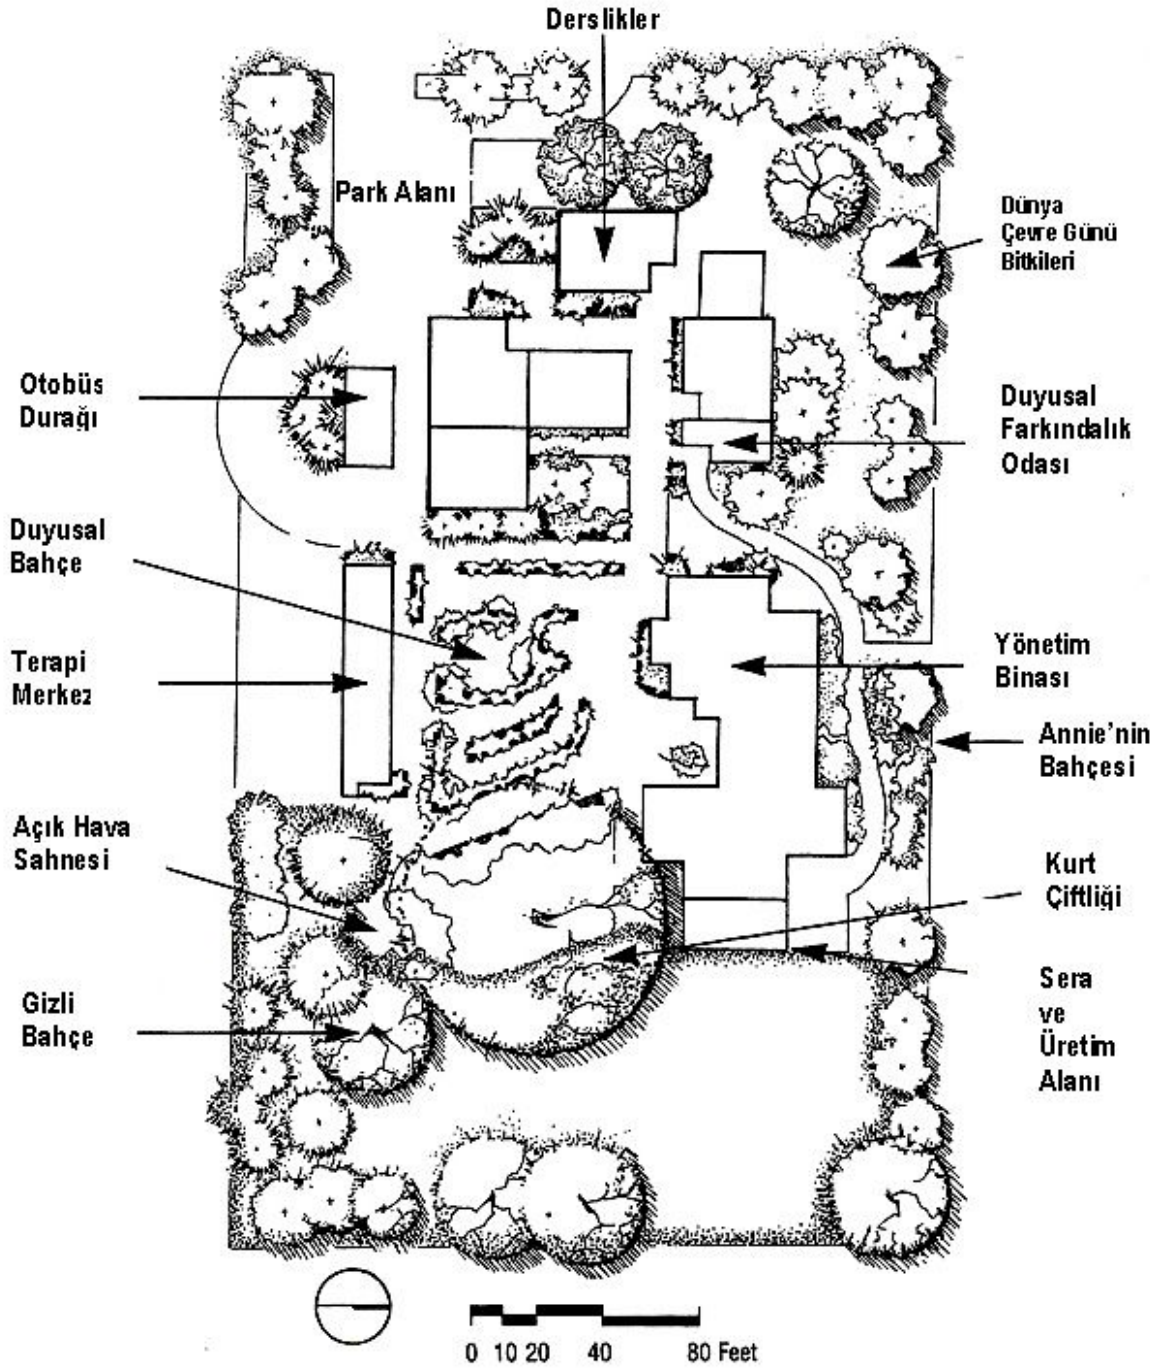 Derslikler
Park Alanı
Dünya
Çevre Günü
Bitkileri
Otobüs
Durağı
Duyusal
Farkındalık
Odası
Duyusal
Bahçe
Terapi
Merkez
Yönetim
Binası
Annie'nin
Bahçesi
Açık Hava
Sahnesi
Kurt
Çiftliği
Gizli
Bahçe
Sera
ve
Üretim
Alanı
0 10 20 40 80 Feet